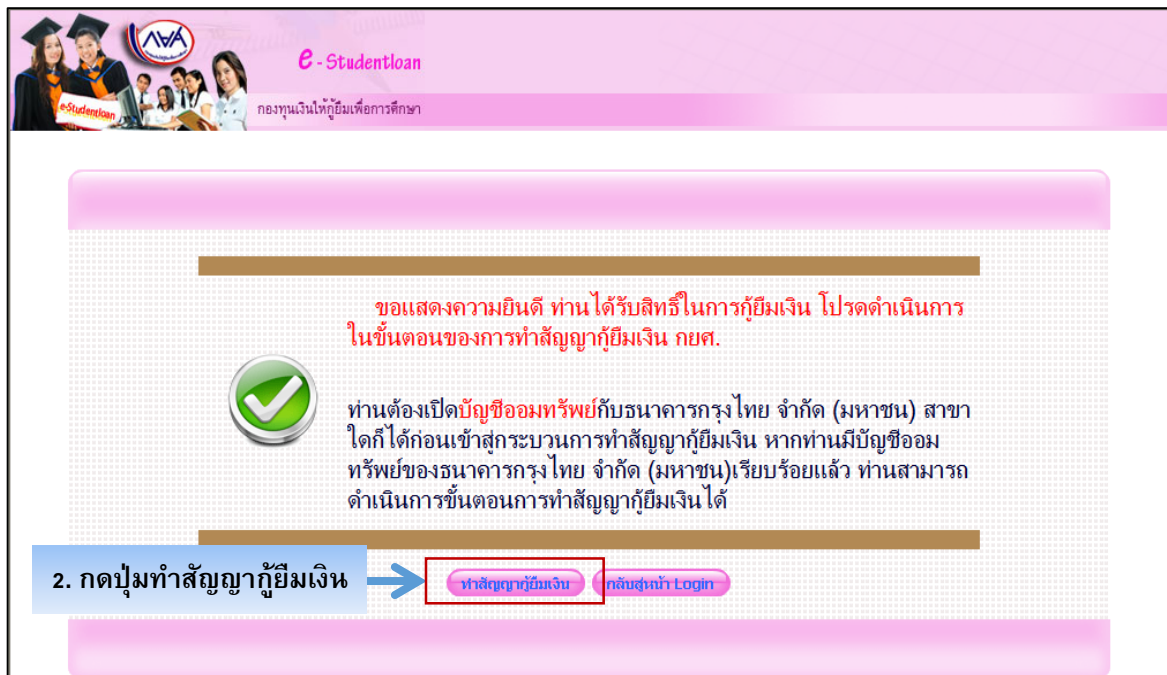 กยศ
e - Studentloan
e-Studentloan
กองทุนเงินให้กู้ยืมเพื่อการศึกษา
ขอแสดงความยินดี ท่านได้รับสิทธิ์ในการกู้ยืมเงิน โปรดดำเนินการ
ในขั้นตอนของการทำสัญญากู้ยืมเงิน กยศ.
ท่านต้องเปิดบัญชีออมทรัพย์กับธนาคารกรุงไทย จำกัด (มหาชน) สาขา
ใดก็ได้ก่อนเข้าสู่กระบวนการทำสัญญากู้ยืมเงิน หากท่านมีบัญชีออม
ทรัพย์ของธนาคารกรุงไทย จำกัด (มหาชน)เรียบร้อยแล้ว ท่านสามารถ
ดำเนินการขั้นตอนการทำสัญญากู้ยืมเงินได้
2. กดปุ่มทำสัญญากู้ยืมเงิน
ทำสัญญากู้ยืมเงิน
กลับสู่หน้า Login